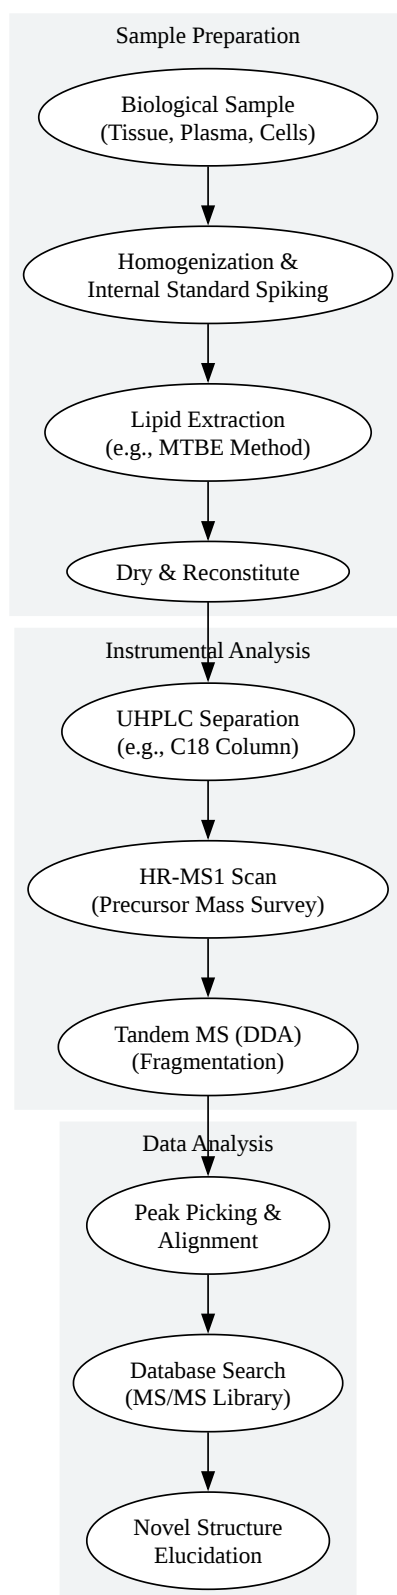 Sample Preparation
Biological Sample
(Tissue, Plasma, Cells)
Homogenization &
Internal Standard Spiking
Lipid Extraction
(e.g., MTBE Method)
Dry & Reconstitute
Instrumental Analysis
UHPLC Separation
(e.g., C18 Column)
HR-MS1 Scan
(Precursor Mass Survey)
Tandem MS (DDA)
(Fragmentation)
Data Analysis
Peak Picking &
Alignment
Database Search
(MS/MS Library)
Novel Structure
Elucidation